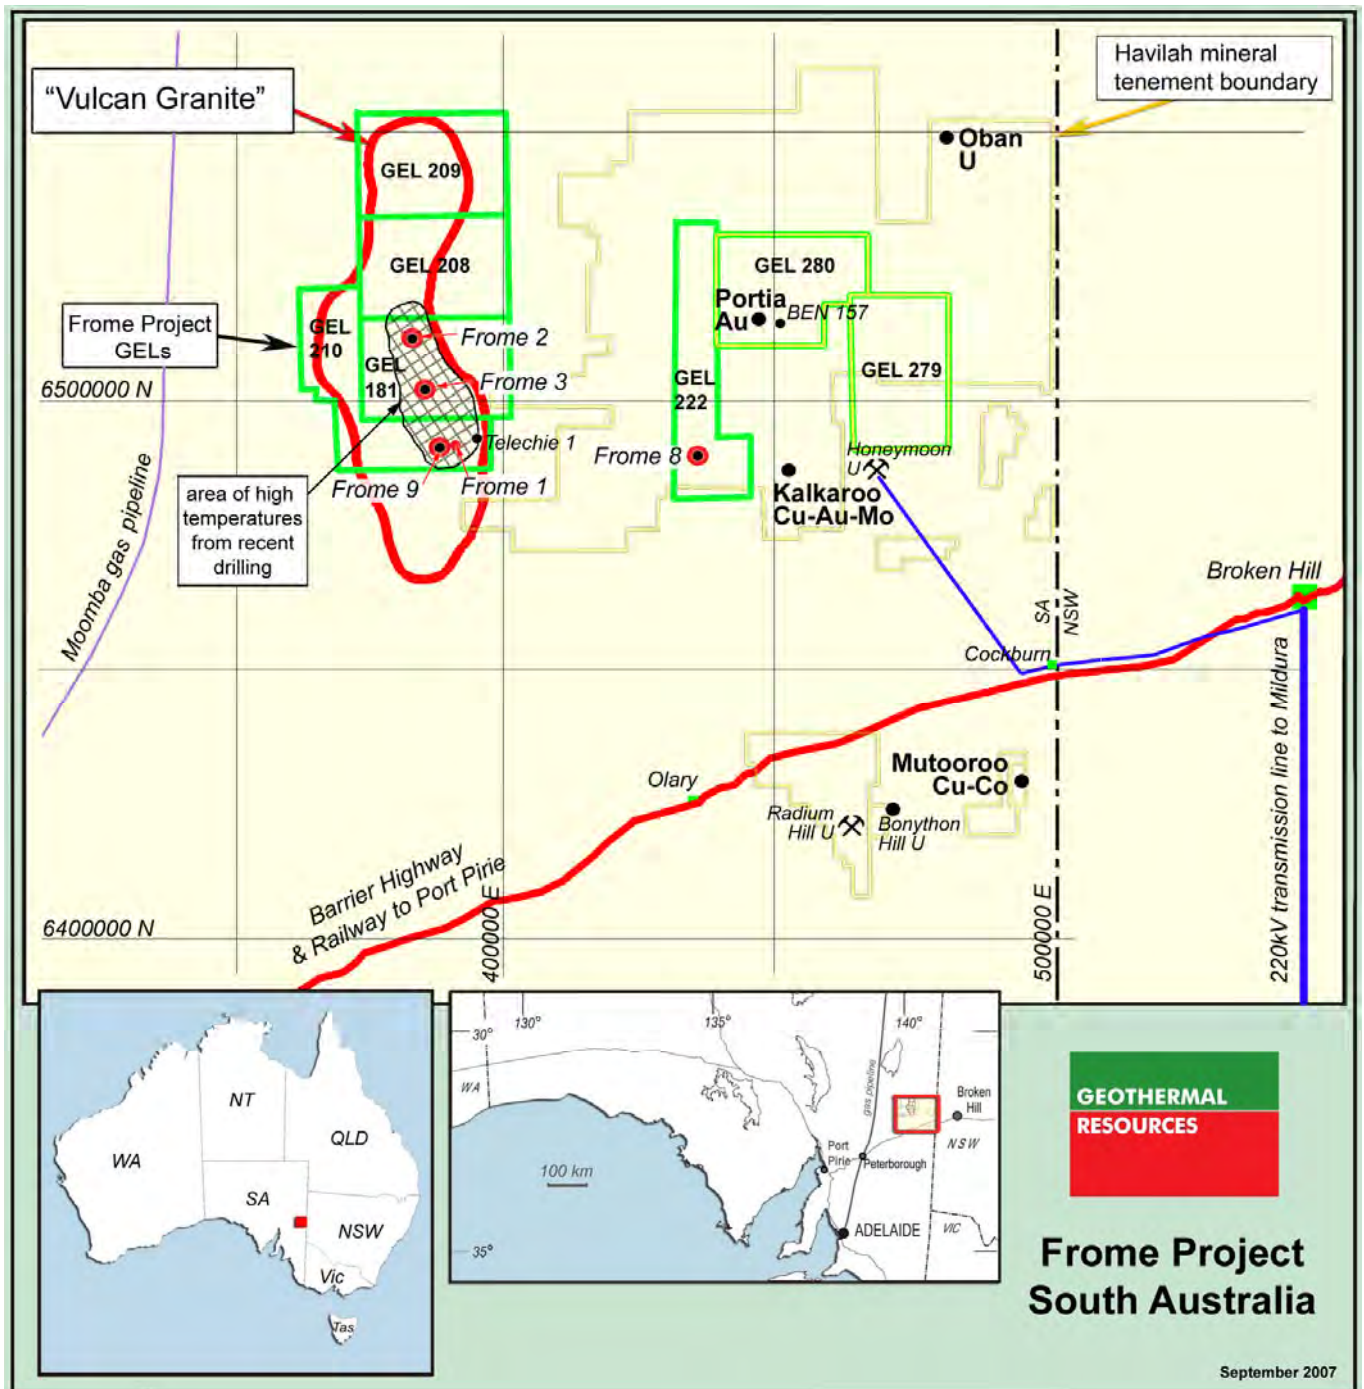 “Vulcan Granite”
Havilah mineral
tenement boundary
Oban
U
GEL 209
GEL 208
GEL 280
Frome Project
GELs
GEL
210
Portia
Au
BEN 157
Frome 2
GEL
181
Frome 3
GEL
222
GEL 279
6500000 N
Telechie 1
Frome 8
Honeymoon
U
Frome 9
Frome 1
Kalkaroo
Cu-Au-Mo
area of high
temperatures
from recent
drilling
Moomba gas pipeline
Broken Hill
SA
NSW
Cockburn
220kV transmission line to Mildura
Olary
Mutooroo
Cu-Co
Radium
Hill U
Bonython
Hill U
Barrier Highway
& Railway to Port Pirie
6400000 N
400000 E
500000 E
WA
NT
QLD
SA
NSW
Vic
Tas
130°
135°
140°
30°
WA
gas pipeline
Broken
Hill
NSW
Port
Pirie
Peterborough
100 km
ADELAIDE
VIC
35°
GEOTHERMAL
RESOURCES
Frome Project
South Australia
September 2007